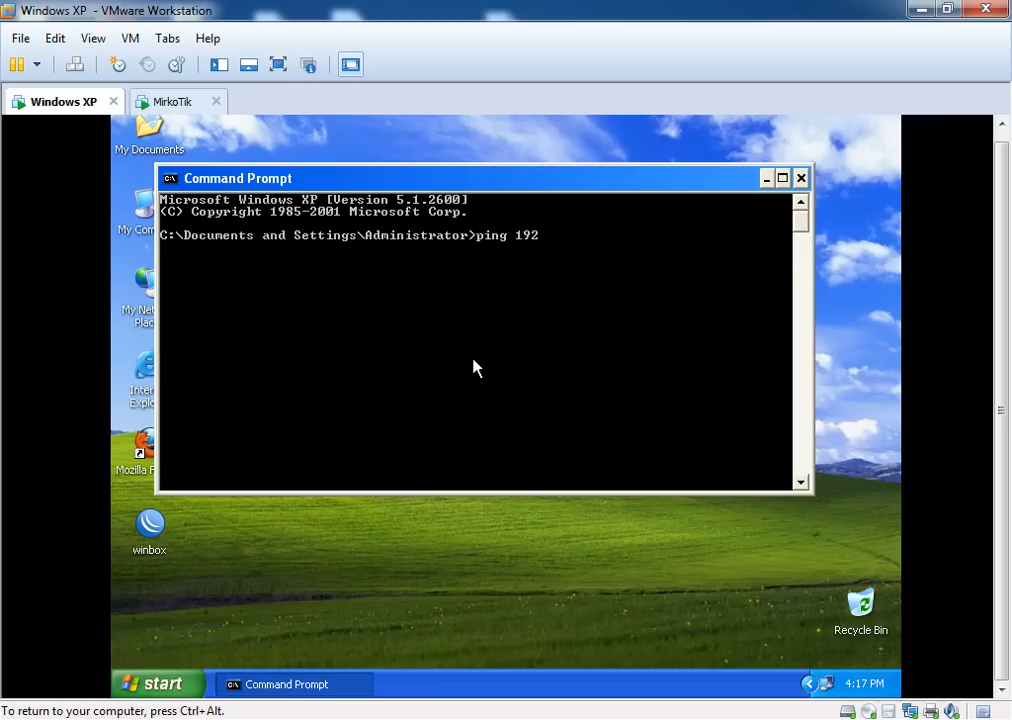 Windows XP - VMware Workstation
File Edit View VM Tabs Help
Windows XP
MirkoTik
My Documents
Command Prompt
Microsoft Windows XP [Version 5.1.2600]
(C) Copyright 1985-2001 Microsoft Corp.
C:\Documents and Settings\Administrator>ping 192
My Com
My Net
Plac
Inter
Explo
Mozilla F
winbox
Recycle Bin
start
Command Prompt
4:17 PM
To return to your computer, press Ctrl+Alt.